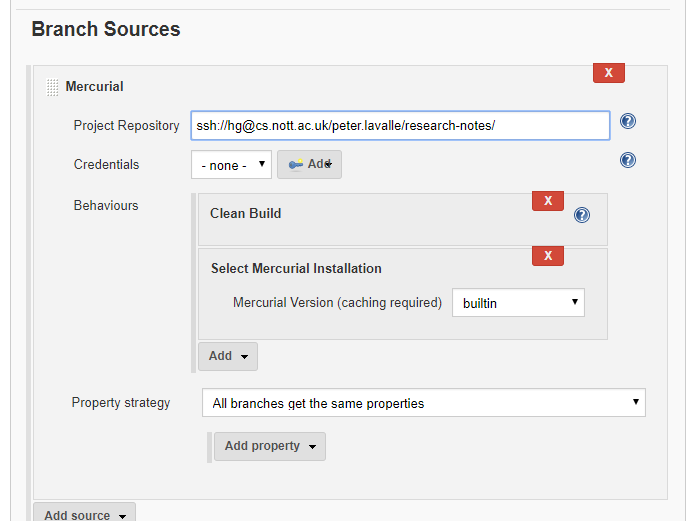 Branch Sources
X
Mercurial
Project Repository ssh://hg@cs.nott.ac.uk/peter.lavalle/research-notes/ ?
Credentials - none - Add ?
Behaviours
X
Clean Build ?
X
Select Mercurial Installation
Mercurial Version (caching required) builtin
Add
Property strategy All branches get the same properties
Add property
Add source